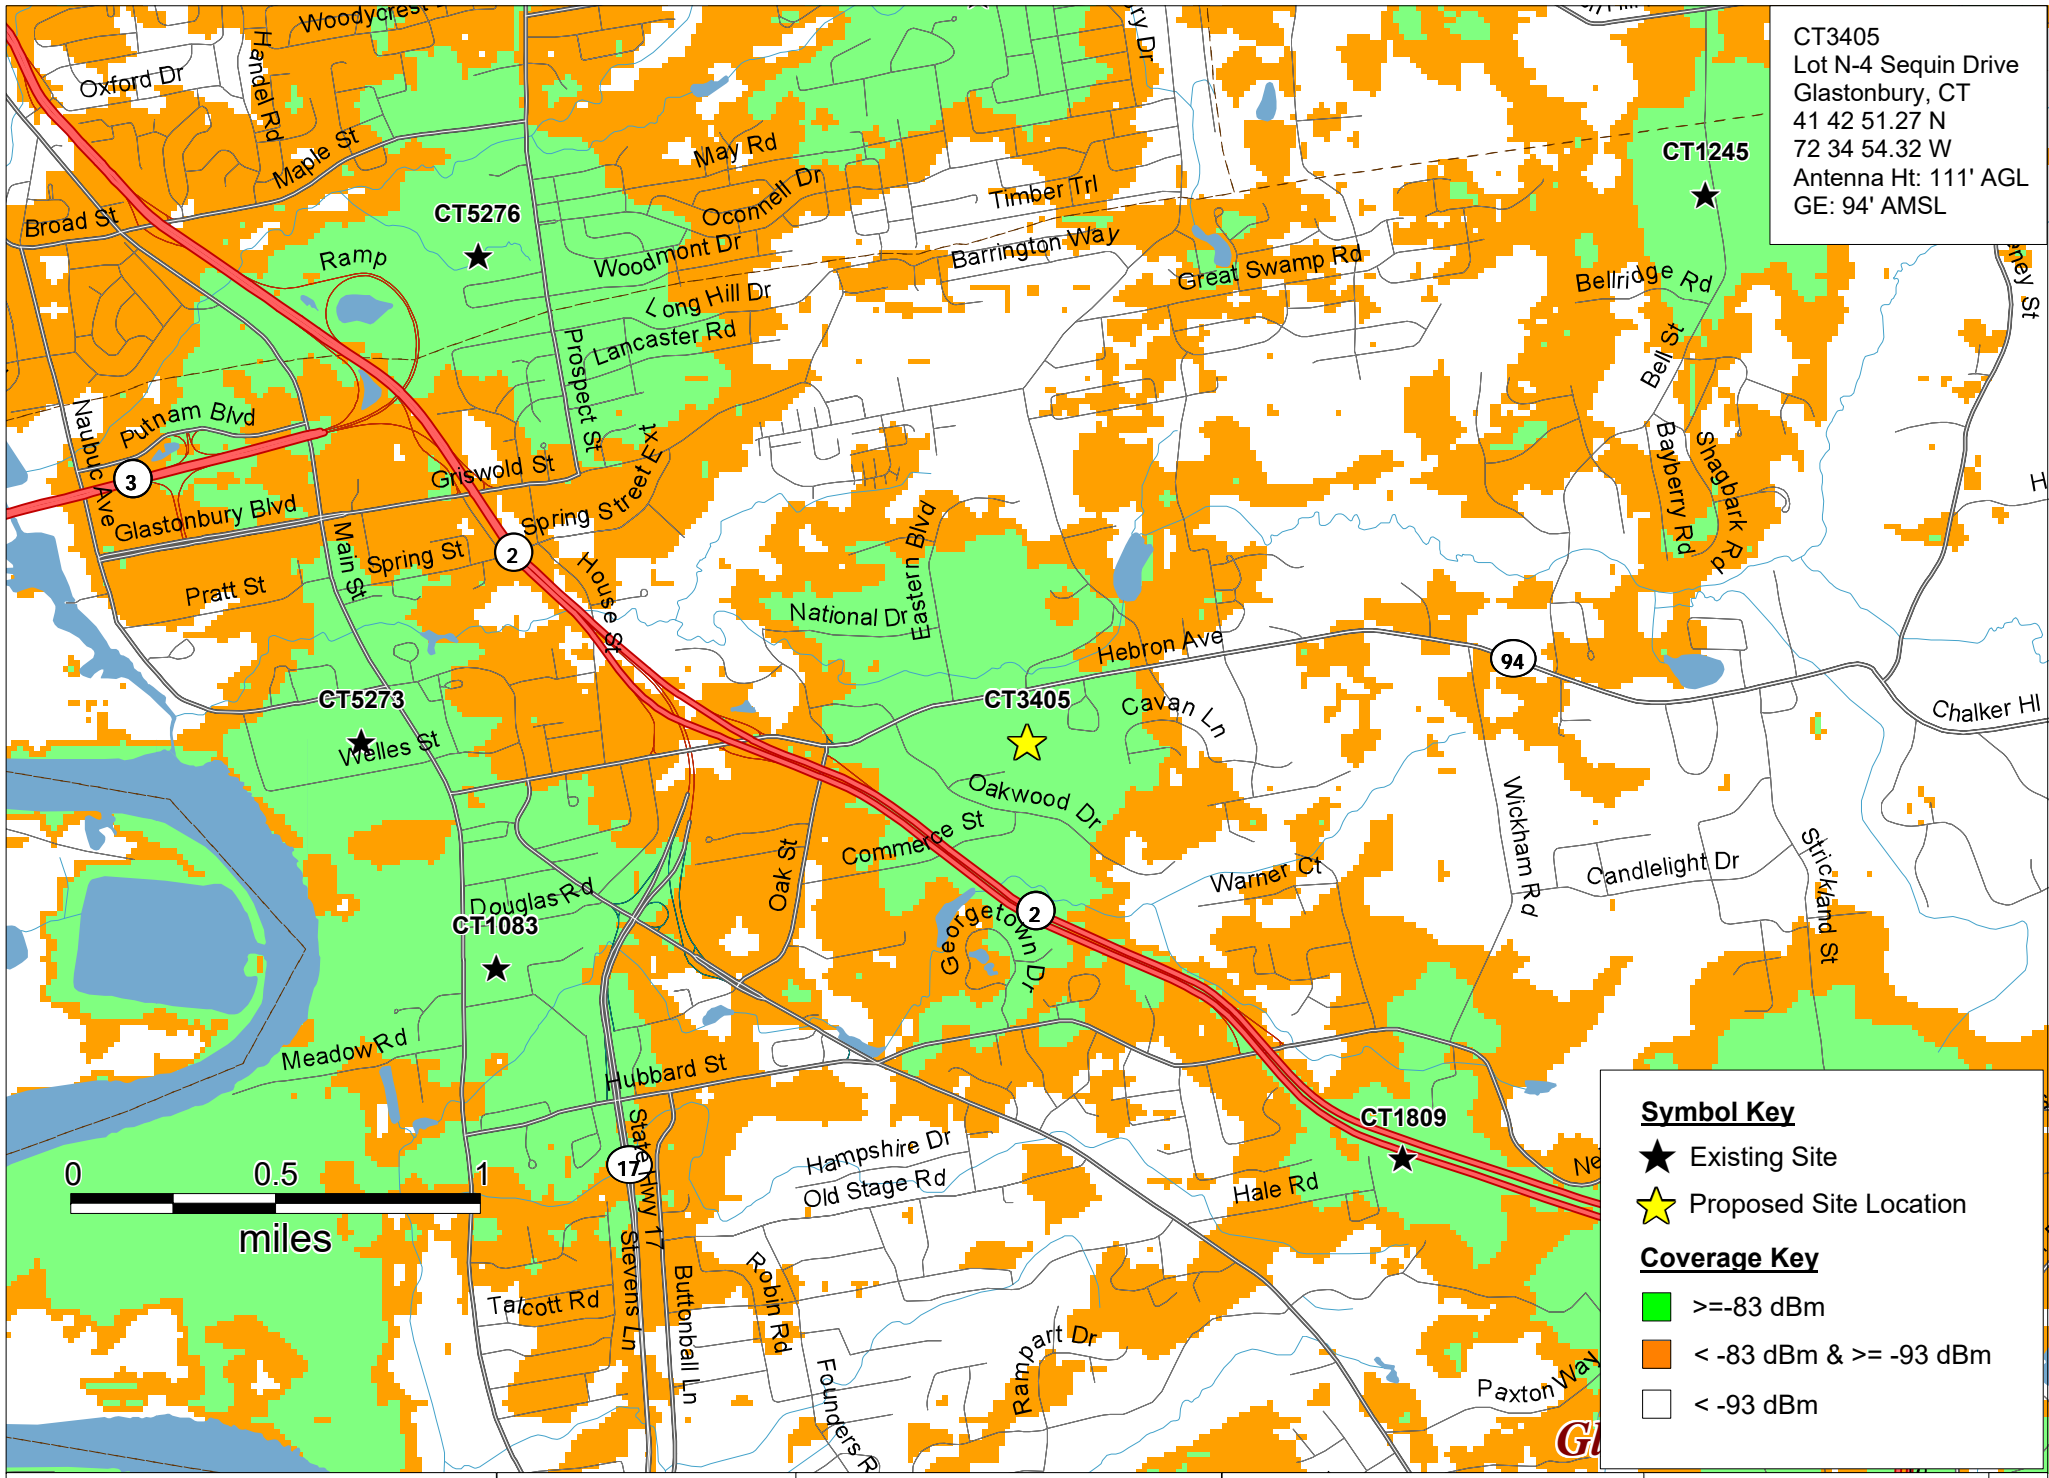 Woodycrest
ry Dr
CT3405
Lot N-4 Sequin Drive
Glastonbury, CT
41 42 51.27 N
72 34 54.32 W
Antenna Ht: 111' AGL
GE: 94' AMSL
Oxford Dr
Handel Rd
Maple St
May Rd
CT1245
Broad St
CT5276
Oconnell Dr
Timber Trl
Ramp
Woodmont Dr
Barrington Way
Great Swamp Rd
Bellridge Rd
ney St
Long Hill Dr
Lancaster Rd
Prospect St
Bell St
Naubuc Ave
Putnam Blvd
3
Griswold St
Glastonbury Blvd
Spring Street Ext
Bayberry Rd
Shagbark Rd
H
Main St
Spring St
2
Pratt St
House St
National Dr
Eastern Blvd
Hebron Ave
94
CT5273
Welles St
CT3405
Cavan Ln
Chalker Hl
Oakwood Dr
Commerce St
Wickham Rd
Oak St
Warner Ct
Candlelight Dr
Strickland St
Douglas Rd
CT1083
Georgetown Dr
2
Meadow Rd
Hubbard St
CT1809
Hampshire Dr
Old Stage Rd
Hale Rd
Ne
State Hwy 17
17
0 0.5 1
miles
Stevens Ln
Buttonball Ln
Robin Rd
Talcott Rd
Founders R
Rampart Dr
Paxton Way
Gl
Symbol Key
Existing Site
Proposed Site Location
Coverage Key
>=-83 dBm
< -83 dBm & >= -93 dBm
< -93 dBm